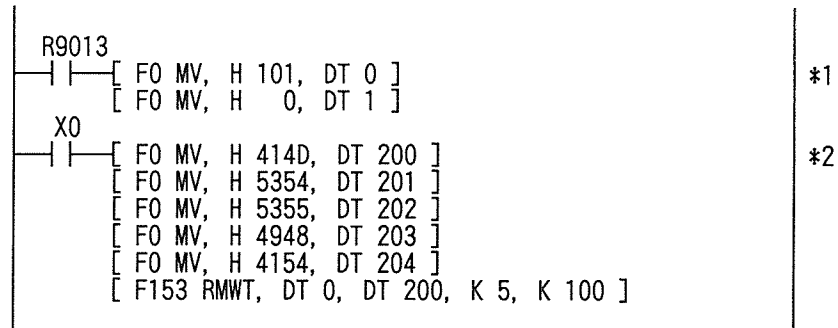 R9013
[ F0 MV, H 101, DT 0 ] *1
[ F0 MV, H 0, DT 1 ]
X0
[ F0 MV, H 414D, DT 200 ] *2
[ F0 MV, H 5354, DT 201 ]
[ F0 MV, H 5355, DT 202 ]
[ F0 MV, H 4948, DT 203 ]
[ F0 MV, H 4154, DT 204 ]
[ F153 RMWT, DT 0, DT 200, K 5, K 100 ]